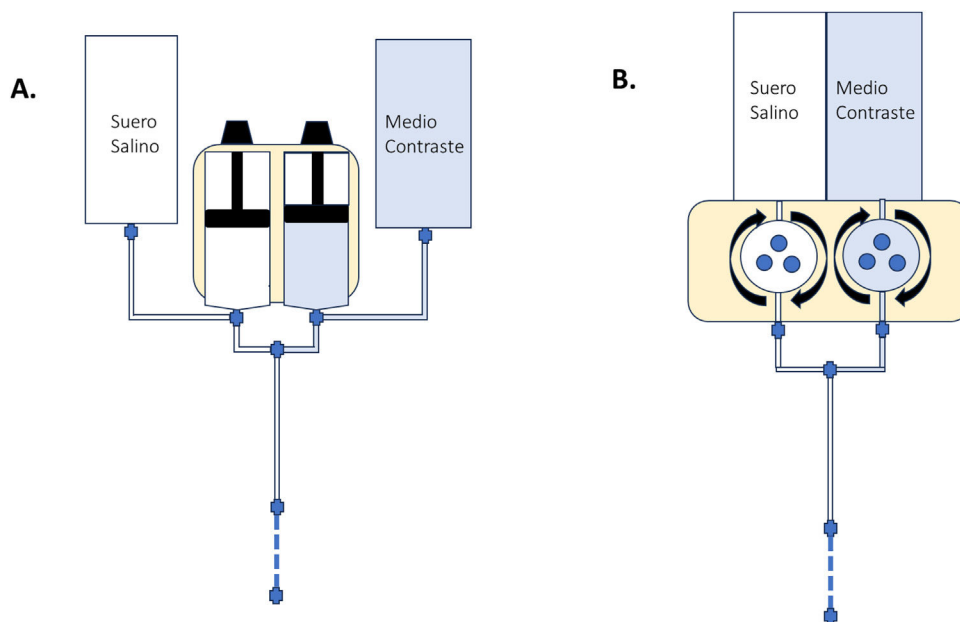 A.
Suero
Salino
Medio
Contraste
B.
Suero
Salino
Medio
Contraste